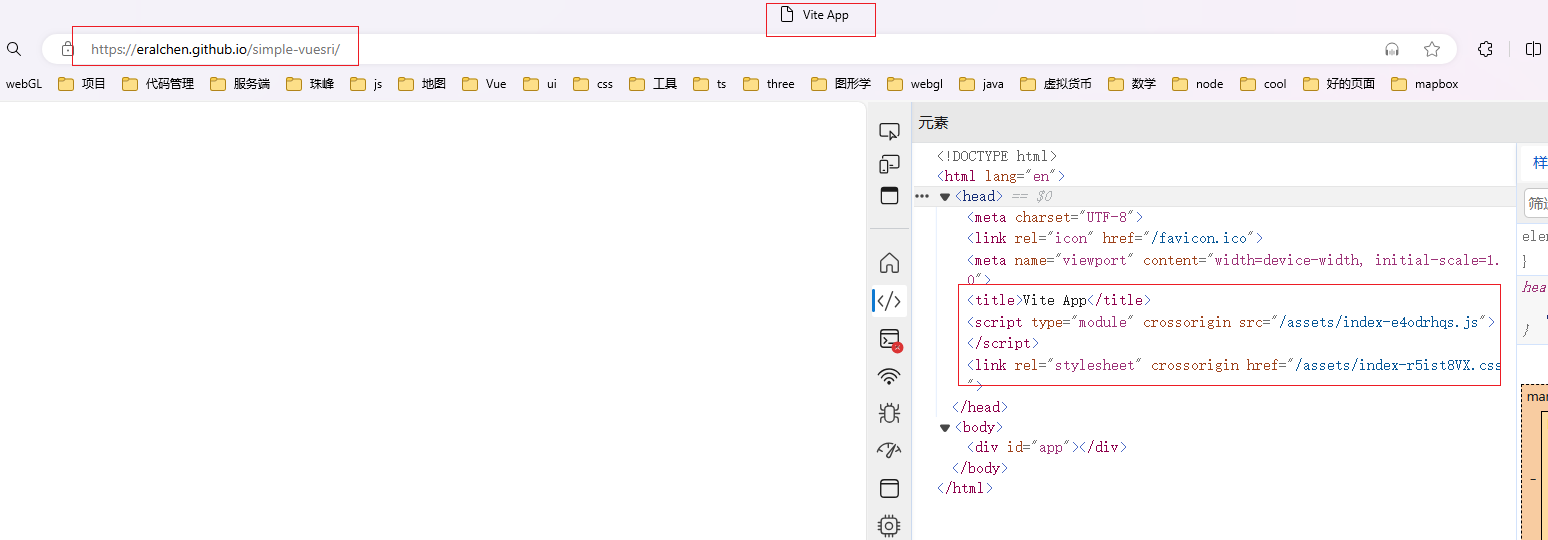 Vite App
https://eralchen.github.io/simple-vuesri/
webGL 项目 代码管理 服务端 珠峰 js 地图 Vue ui css 工具 ts three 图形学 webgl java 虚拟货币 数学 node cool 好的页面 mapbox
元素
<!DOCTYPE html>
<html lang="en">
••• ▼<head> == $0
<meta charset="UTF-8">
<link rel="icon" href="/favicon.ico">
<meta name="viewport" content="width=device-width, initial-scale=1.
0">
<title>Vite App</title>
<script type="module" crossorigin src="/assets/index-e4odrhqs.js">
</script>
<link rel="stylesheet" crossorigin href="/assets/index-r5ist8VX.css
">
</head>
▼<body>
<div id="app"></div>
</body>
</html>
样
筛
elem
}
hea
}
mar
-